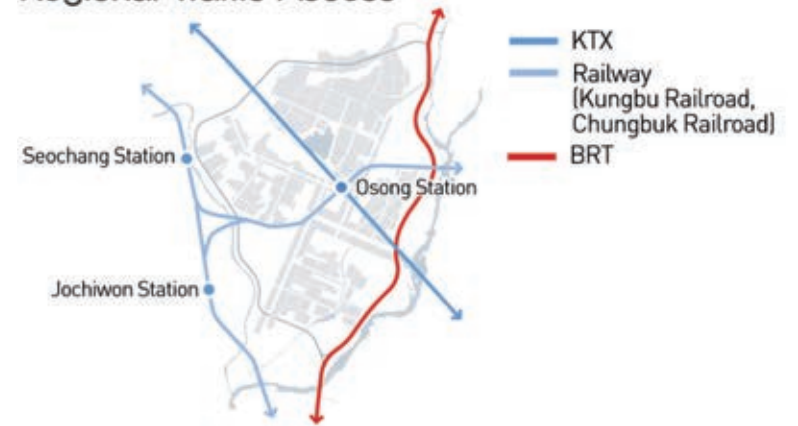 KTX
Railway
(Kungbu Railroad,
Chungbuk Railroad)
BRT
Seochang Station
Osong Station
Jochiwon Station